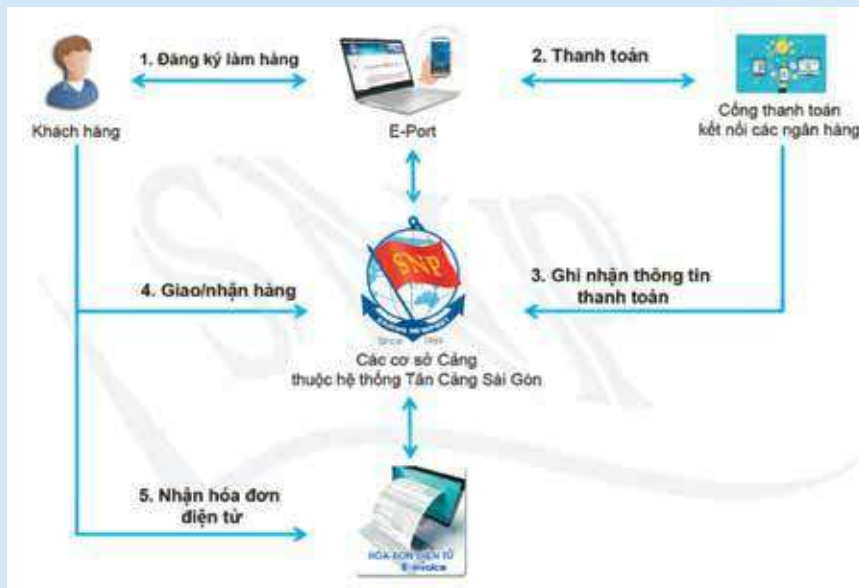 1. Đăng ký làm hàng
2. Thanh toán
Khách hàng
E-Port
Cổng thanh toán
kết nối các ngân hàng
SNP
4. Giao/nhận hàng
3. Ghi nhận thông tin
thanh toán
Since
Các cơ sở Cảng
thuộc hệ thống Tân Cảng Sài Gòn
5. Nhận hóa đơn
điện tử
HÓA ĐƠN ĐIỆN TỬ
E-invoice
SNP